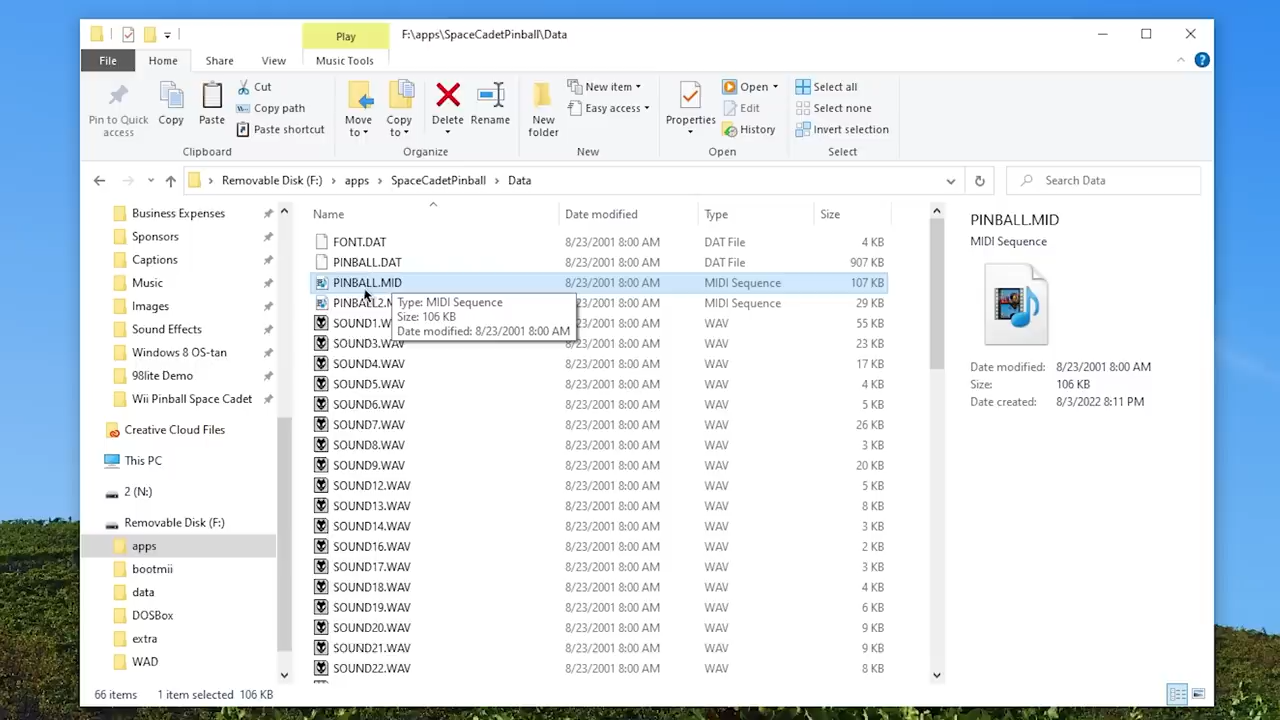 Play
F:\apps\SpaceCadetPinball\Data
File
Home
Share
View
Music Tools
Pin to Quick access
Copy
Paste
Cut
Copy path
Paste shortcut
Clipboard
Move to
Copy to
Delete
Rename
Organize
New folder
New item
Easy access
New
Properties
Open
Edit
History
Open
Select all
Select none
Invert selection
Select
Removable Disk (F:) > apps > SpaceCadetPinball > Data
Search Data
Business Expenses
Sponsors
Captions
Music
Images
Sound Effects
Windows 8 OS-tan
98lite Demo
Wii Pinball Space Cadet
Creative Cloud Files
This PC
2 (N:)
Removable Disk (F:)
apps
bootmii
data
DOSBox
extra
WAD
Name Date modified Type Size
FONT.DAT 8/23/2001 8:00 AM DAT File 4 KB
PINBALL.DAT 8/23/2001 8:00 AM DAT File 907 KB
PINBALL.MID 8/23/2001 8:00 AM MIDI Sequence 107 KB
PINBALL2.M 23/2001 8:00 AM MIDI Sequence 29 KB
SOUND1.W 23/2001 8:00 AM WAV 55 KB
SOUND3.WAV 23/2001 8:00 AM WAV 23 KB
SOUND4.WAV 8/23/2001 8:00 AM WAV 17 KB
SOUND5.WAV 8/23/2001 8:00 AM WAV 4 KB
SOUND6.WAV 8/23/2001 8:00 AM WAV 5 KB
SOUND7.WAV 8/23/2001 8:00 AM WAV 26 KB
SOUND8.WAV 8/23/2001 8:00 AM WAV 3 KB
SOUND9.WAV 8/23/2001 8:00 AM WAV 20 KB
SOUND12.WAV 8/23/2001 8:00 AM WAV 5 KB
SOUND13.WAV 8/23/2001 8:00 AM WAV 8 KB
SOUND14.WAV 8/23/2001 8:00 AM WAV 3 KB
SOUND16.WAV 8/23/2001 8:00 AM WAV 2 KB
SOUND17.WAV 8/23/2001 8:00 AM WAV 3 KB
SOUND18.WAV 8/23/2001 8:00 AM WAV 4 KB
SOUND19.WAV 8/23/2001 8:00 AM WAV 6 KB
SOUND20.WAV 8/23/2001 8:00 AM WAV 9 KB
SOUND21.WAV 8/23/2001 8:00 AM WAV 9 KB
SOUND22.WAV 8/23/2001 8:00 AM WAV 8 KB
Type: MIDI Sequence
Size: 106 KB
Date modified: 8/23/2001 8:00 AM
PINBALL.MID
MIDI Sequence
Date modified: 8/23/2001 8:00 AM
Size: 106 KB
Date created: 8/3/2022 8:11 PM
66 items 1 item selected 106 KB